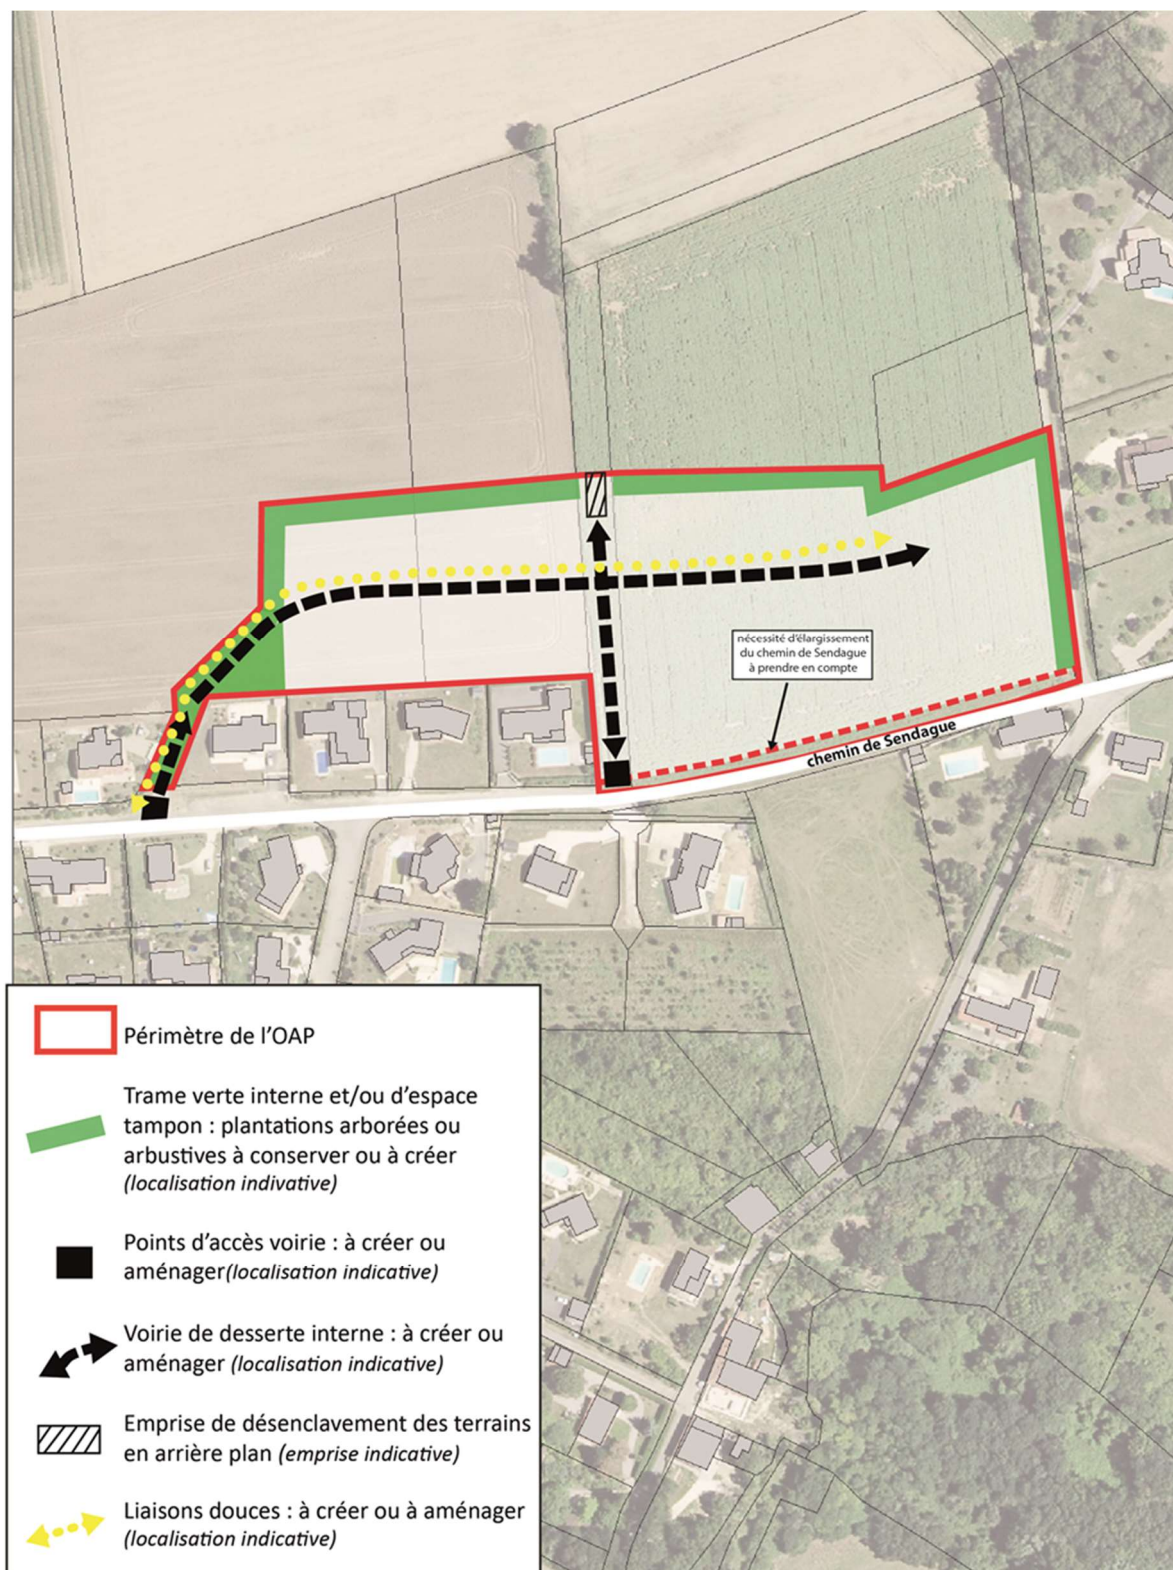 nécessité d'élargissement
du chemin de Sendague
à prendre en compte
chemin de Sendague
Périmètre de l'OAP
Trame verte interne et/ou d'espace
tampon : plantations arborées ou
arbustives à conserver ou à créer
(localisation indivative)
Points d'accès voirie : à créer ou
aménager(localisation indicative)
Voirie de desserte interne : à créer ou
aménager (localisation indicative)
Emprise de désenclavement des terrains
en arrière plan (emprise indicative)
Liaisons douces : à créer ou à aménager
(localisation indicative)